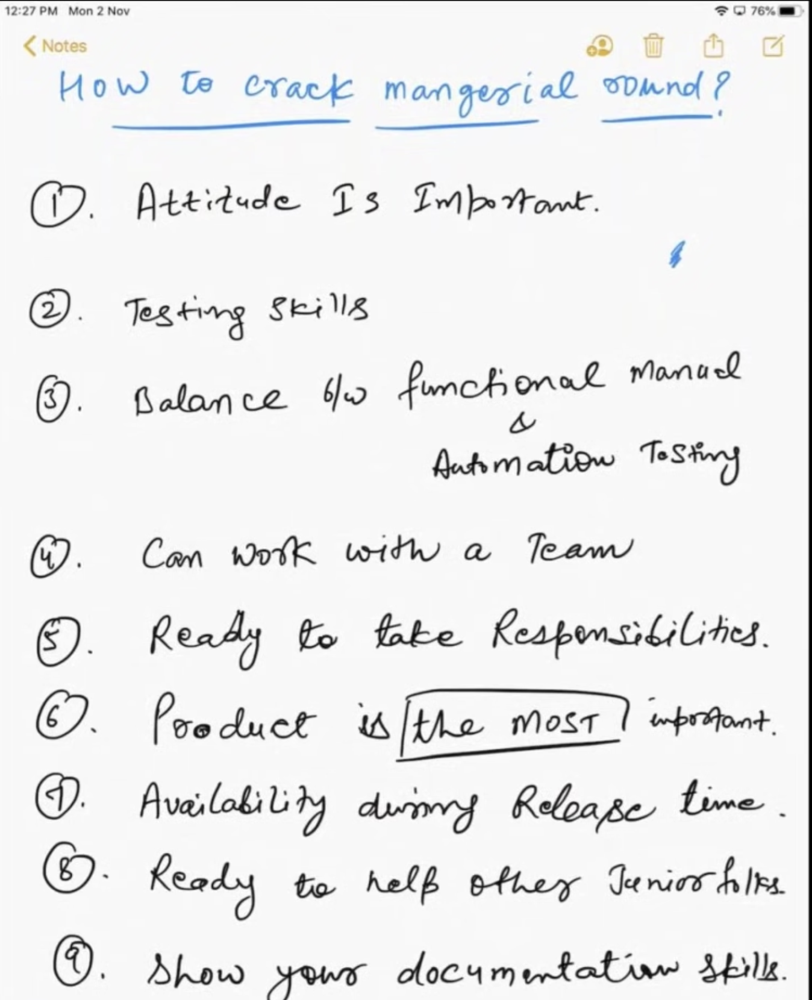 12:27 PM Mon 2 Nov 76%
Notes
How to crack mangerial round?
1. Attitude Is Important.
2. Testing Skills
3. Balance b/w functional manual
&
Automation Testing
4. Can work with a Team
5. Ready to take Responsibilities.
6. Product is the MOST important.
7. Availability during Release time.
8. Ready to help other Junior folks.
9. Show your documentation skills.